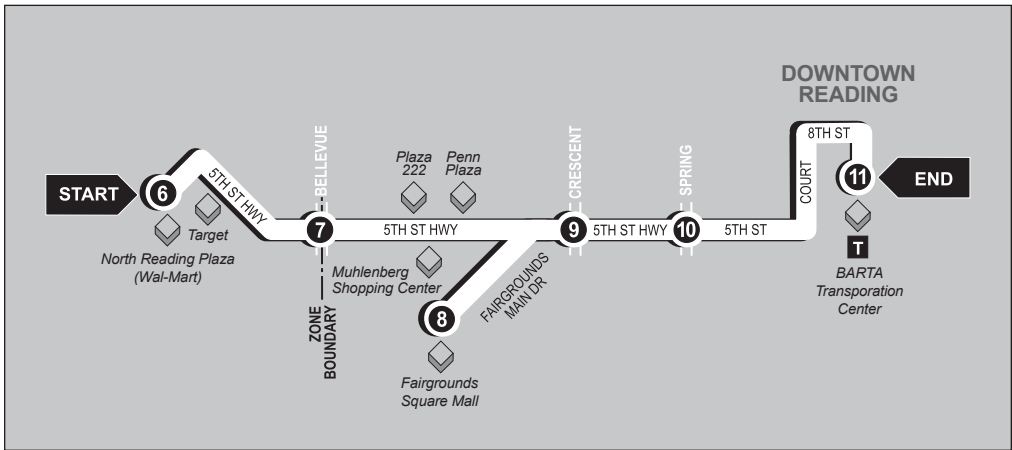 DOWNTOWN
READING
8TH ST
COURT
START
6
5TH ST HWY
Target
North Reading Plaza
(Wal-Mart)
BELLEVUE
7
ZONE
BOUNDARY
Plaza
222
Penn
Plaza
5TH ST HWY
Muhlenberg
Shopping Center
8
FAIRGROUNDS
MAIN DR
Fairgrounds
Square Mall
CRESCENT
9
5TH ST HWY
SPRING
10
5TH ST
11
END
T
BARTA
Transporation
Center